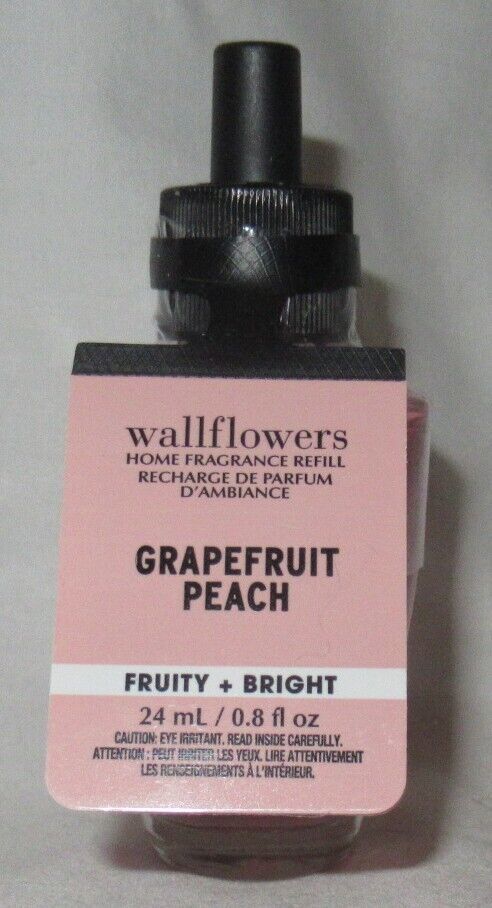 wallflowers
HOME FRAGRANCE REFILL
RECHARGE DE PARFUM
D'AMBIANCE
GRAPEFRUIT
PEACH
FRUITY + BRIGHT
24 mL / 0.8 fl oz
CAUTION: EYE IRRITANT. READ INSIDE CAREFULLY.
ATTENTION : PEUT IRRITER LES YEUX. LIRE ATTENTIVEMENT
LES RENSEIGNEMENTS À L'INTÉRIEUR.